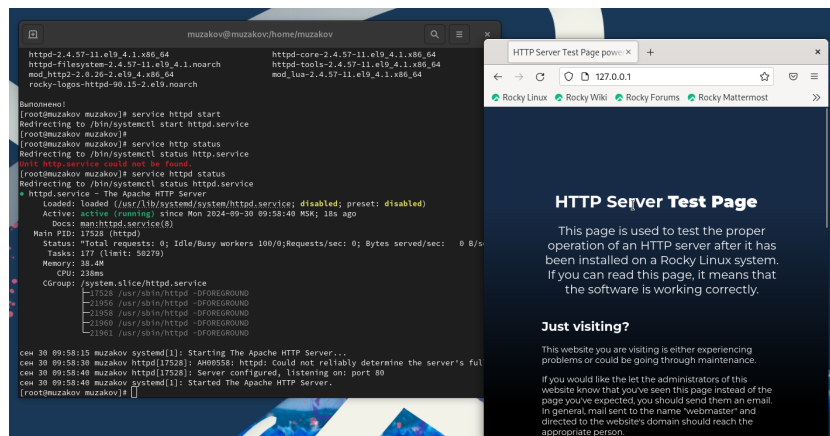 muzakov@muzakov:/home/muzakov
httpd-2.4.57-11.el9_4.1.x86_64 httpd-core-2.4.57-11.el9_4.1.x86_64
httpd-filesystem-2.4.57-11.el9_4.1.noarch httpd-tools-2.4.57-11.el9_4.1.x86_64
mod_http2-2.0.26-2.el9_4.x86_64 mod_lua-2.4.57-11.el9_4.1.x86_64
rocky-logos-httpd-90.15-2.el9.noarch
Выполнено!
[root@muzakov muzakov]# service httpd start
Redirecting to /bin/systemctl start httpd.service
[root@muzakov muzakov]#
[root@muzakov muzakov]# service http status
Redirecting to /bin/systemctl status http.service
Unit http.service could not be found.
[root@muzakov muzakov]# service httpd status
Redirecting to /bin/systemctl status httpd.service
● httpd.service - The Apache HTTP Server
Loaded: loaded (/usr/lib/systemd/system/httpd.service; disabled; preset: disabled)
Active: active (running) since Mon 2024-09-30 09:58:40 MSK; 18s ago
Docs: man:httpd.service(8)
Main PID: 17528 (httpd)
Status: "Total requests: 0; Idle/Busy workers 100/0;Requests/sec: 0; Bytes served/sec: 0 B/s
Tasks: 177 (limit: 50279)
Memory: 38.4M
CPU: 238ms
CGroup: /system.slice/httpd.service
├─17528 /usr/sbin/httpd -DFOREGROUND
├─21956 /usr/sbin/httpd -DFOREGROUND
├─21958 /usr/sbin/httpd -DFOREGROUND
├─21960 /usr/sbin/httpd -DFOREGROUND
└─21961 /usr/sbin/httpd -DFOREGROUND
сен 30 09:58:15 muzakov systemd[1]: Starting The Apache HTTP Server...
сен 30 09:58:30 muzakov httpd[17528]: AH00558: httpd: Could not reliably determine the server's ful
сен 30 09:58:40 muzakov httpd[17528]: Server configured, listening on: port 80
сен 30 09:58:40 muzakov systemd[1]: Started The Apache HTTP Server.
[root@muzakov muzakov]#
HTTP Server Test Page power
127.0.0.1
Rocky Linux Rocky Wiki Rocky Forums Rocky Mattermost
HTTP Server Test Page
This page is used to test the proper
operation of an HTTP server after it has
been installed on a Rocky Linux system.
If you can read this page, it means that
the software is working correctly.
Just visiting?
This website you are visiting is either experiencing
problems or could be going through maintenance.
If you would like the let the administrators of this
website know that you've seen this page instead of the
page you've expected, you should send them an email.
In general, mail sent to the name "webmaster" and
directed to the website's domain should reach the
appropriate person.